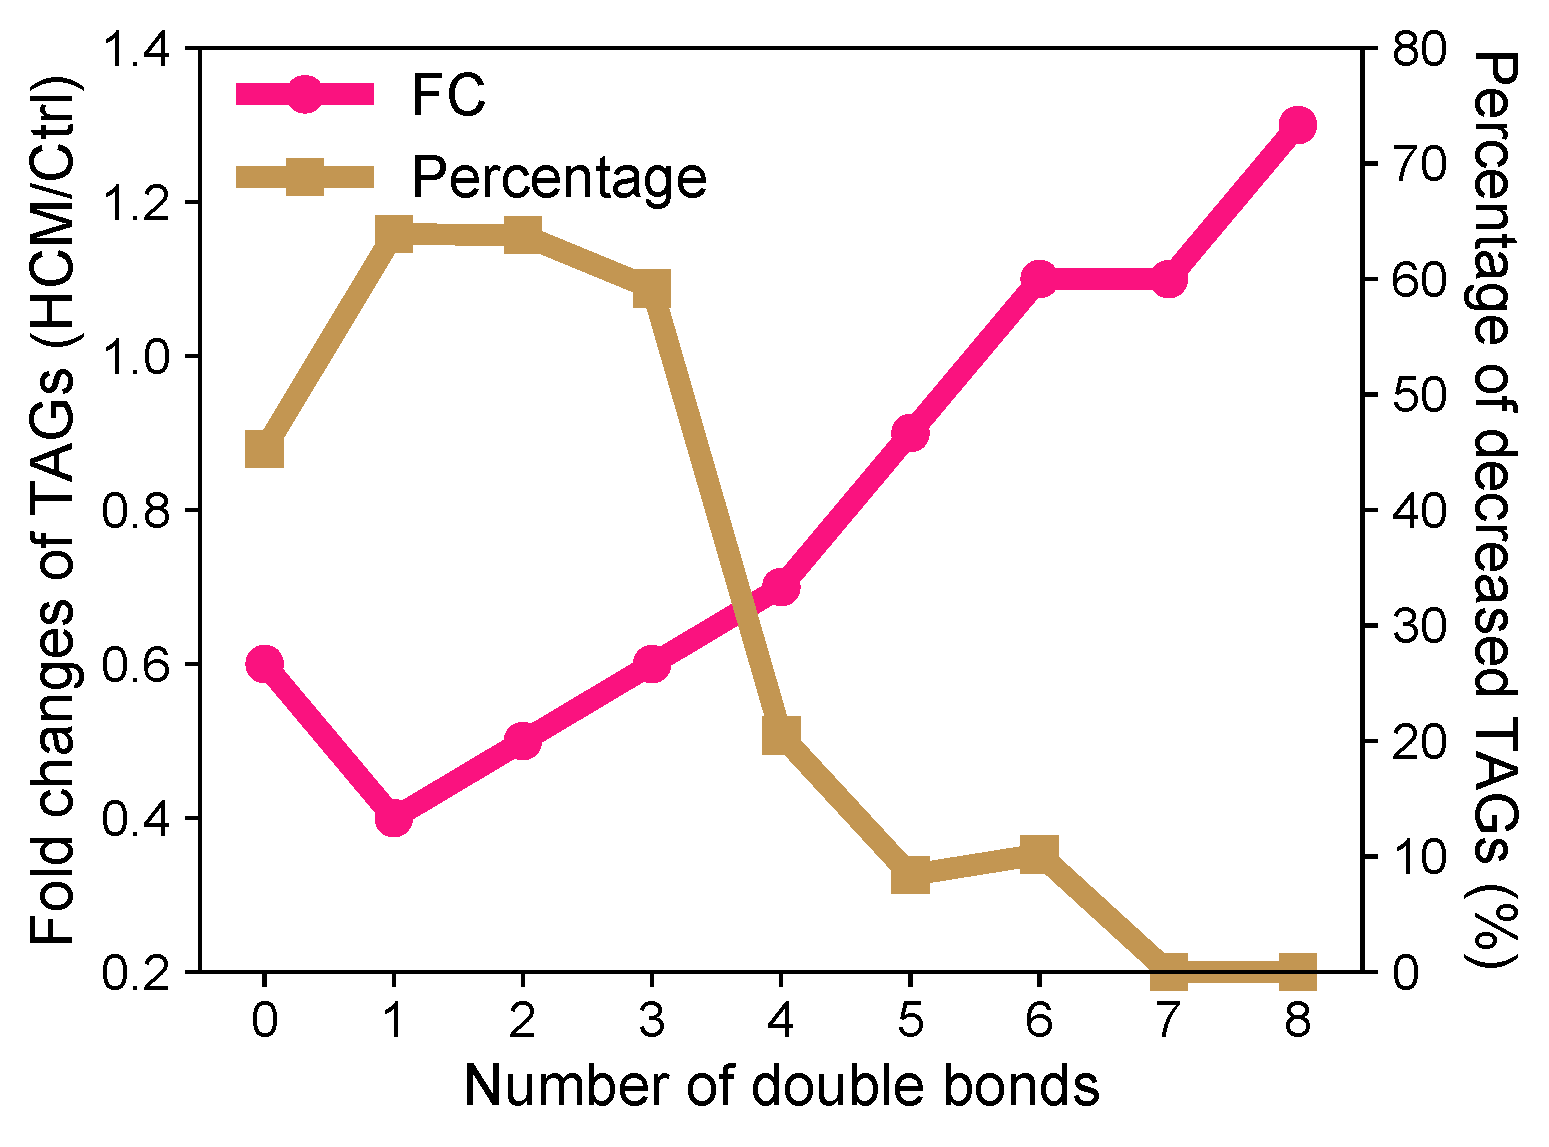 Fold changes of TAGs (HCM/Ctrl)
1.4
1.2
1.0
0.8
0.6
0.4
0.2
FC
Percentage
80
70
60
50
40
30
20
10
0
Percentage of decreased TAGs (%)
0 1 2 3 4 5 6 7 8
Number of double bonds